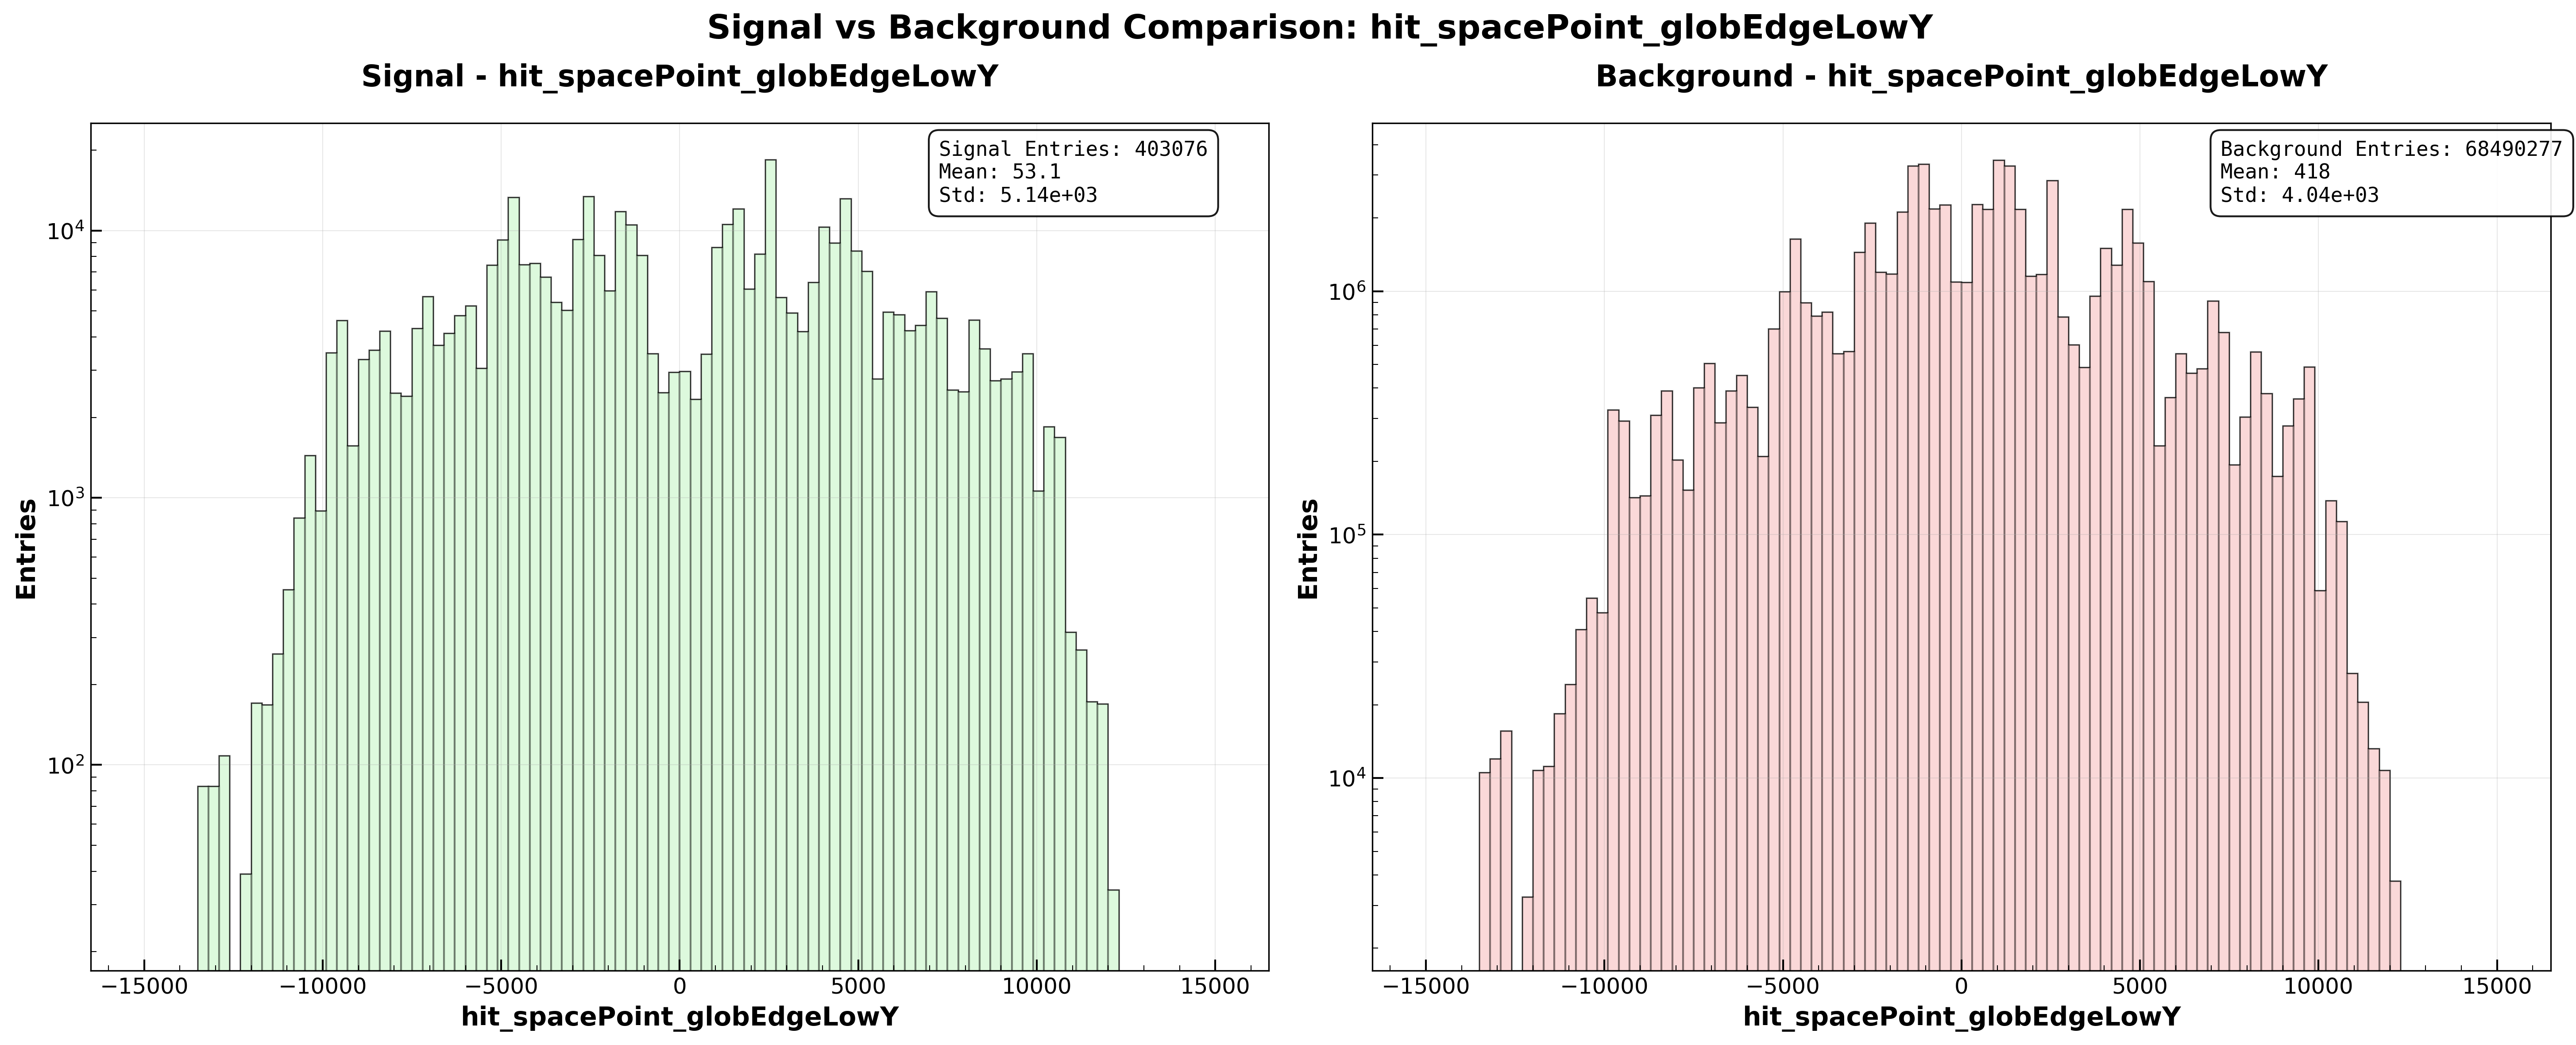 Signal vs Background Comparison: hit_spacePoint_globEdgeLowY
Signal - hit_spacePoint_globEdgeLowY
Signal Entries: 403076
Mean: 53.1
Std: 5.14e+03
10^4
10^3
10^2
Entries
−15000 −10000 −5000 0 5000 10000 15000
hit_spacePoint_globEdgeLowY
Background - hit_spacePoint_globEdgeLowY
Background Entries: 68490277
Mean: 418
Std: 4.04e+03
10^6
10^5
10^4
Entries
−15000 −10000 −5000 0 5000 10000 15000
hit_spacePoint_globEdgeLowY